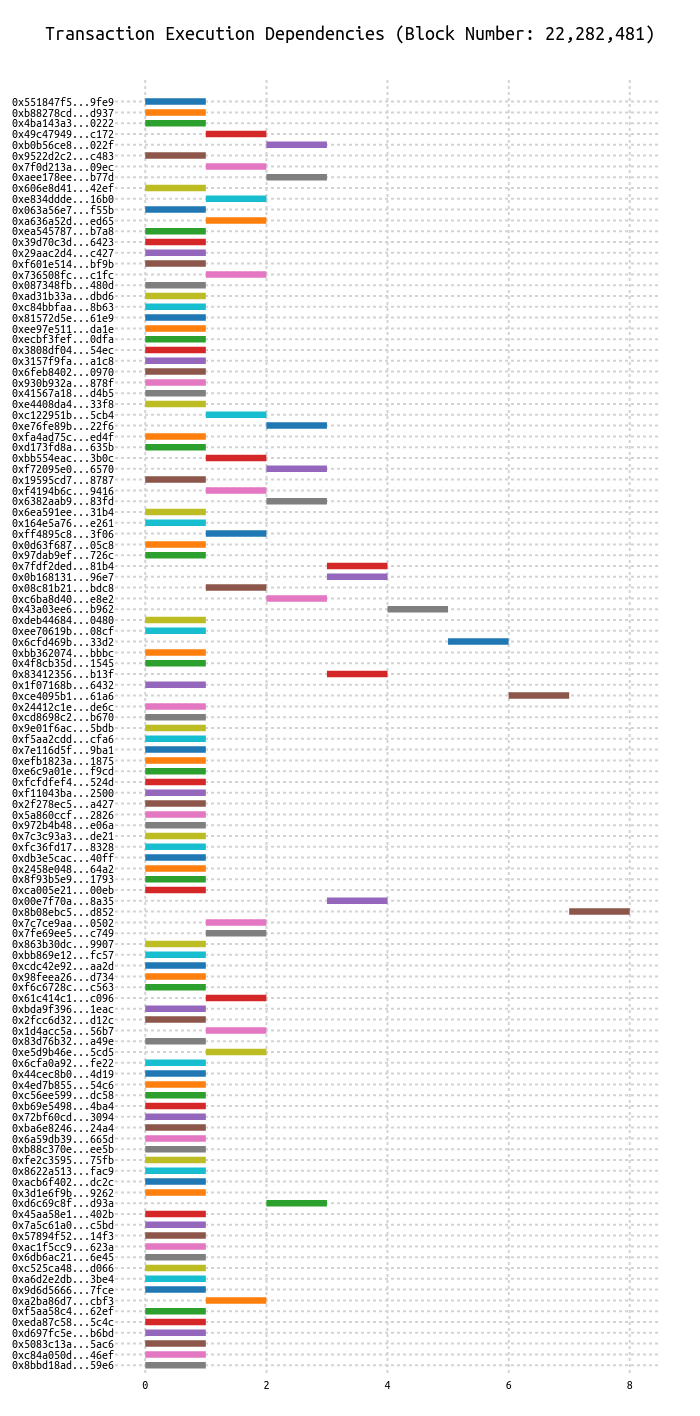 Transaction Execution Dependencies (Block Number: 22,282,481)
0x551847f5...9fe9
0xb88278cd...d937
0x4ba143a3...0222
0x49c47949...c172
0xb0b56ce8...022f
0x9522d2c2...c483
0x7f0d213a...09ec
0xaee178ee...b77d
0x606e8d41...42ef
0xe834ddde...16b0
0x063a56e7...f55b
0xa636a52d...ed65
0xea545787...b7a8
0x39d70c3d...6423
0x29aac2d4...c427
0xf601e514...bf9b
0x736508fc...c1fc
0x087348fb...480d
0xad31b33a...dbd6
0xc84bbfaa...8b63
0x81572d5e...61e9
0xee97e511...da1e
0xecbf3fef...0dfa
0x3808df04...54ec
0x3157f9fa...a1c8
0x6feb8402...0970
0x930b932a...878f
0x41567a18...d4b5
0xe4408da4...33f8
0xc122951b...5cb4
0xe76fe89b...22f6
0xfa4ad75c...ed4f
0xd173fd8a...635b
0xbb554eac...3b0c
0xf72095e0...6570
0x19595cd7...8787
0xf4194b6c...9416
0x6382aab9...83fd
0x6ea591ee...31b4
0x164e5a76...e261
0xff4895c8...3f06
0x0d63f687...05c8
0x97dab9ef...726c
0x7fdf2ded...81b4
0x0b168131...96e7
0x08c81b21...bdc8
0xc6ba8d40...e8e2
0x43a03ee6...b962
0xdeb44684...0480
0xee70619b...08cf
0x6cfd469b...33d2
0xbb362074...bbbc
0x4f8cb35d...1545
0x83412356...b13f
0x1f07168b...6432
0xce4095b1...61a6
0x24412c1e...de6c
0xcd8698c2...b670
0x9e01f6ac...5bdb
0xf5aa2cdd...cfa6
0x7e116d5f...9ba1
0xefb1823a...1875
0xe6c9a01e...f9cd
0xfcfdfef4...524d
0xf11043ba...2500
0x2f278ec5...a427
0x5a860ccf...2826
0x972b4b48...e06a
0x7c3c93a3...de21
0xfc36fd17...8328
0xdb3e5cac...40ff
0x2458e048...64a2
0x8f93b5e9...1793
0xca005e21...00eb
0x00e7f70a...8a35
0x8b08ebc5...d852
0x7c7ce9aa...0502
0x7fe69ee5...c749
0x863b30dc...9907
0xbb869e12...fc57
0xcdc42e92...aa2d
0x98feea26...d734
0xf6c6728c...c563
0x61c414c1...c096
0xbda9f396...1eac
0x2fcc6d32...d12c
0x1d4acc5a...56b7
0x83d76b32...a49e
0xe5d9b46e...5cd5
0x6cfa0a92...fe22
0x44cec8b0...4d19
0x4ed7b855...54c6
0xc56ee599...dc58
0xb69e5498...4ba4
0x72bf60cd...3094
0xba6e8246...24a4
0x6a59db39...665d
0xb88c370e...ee5b
0xfe2c3595...75fb
0x8622a513...fac9
0xacb6f402...dc2c
0x3d1e6f9b...9262
0xd6c69c8f...d93a
0x45aa58e1...402b
0x7a5c61a0...c5bd
0x57894f52...14f3
0xac1f5cc9...623a
0x6db6ac21...6e45
0xc525ca48...d066
0xa6d2e2db...3be4
0x9d6d5666...7fce
0xa2ba86d7...cbf3
0xf5aa58c4...62ef
0xeda87c58...5c4c
0xd697fc5e...b6bd
0x5083c13a...5ac6
0xc84a050d...46ef
0x8bbd18ad...59e6
0 2 4 6 8